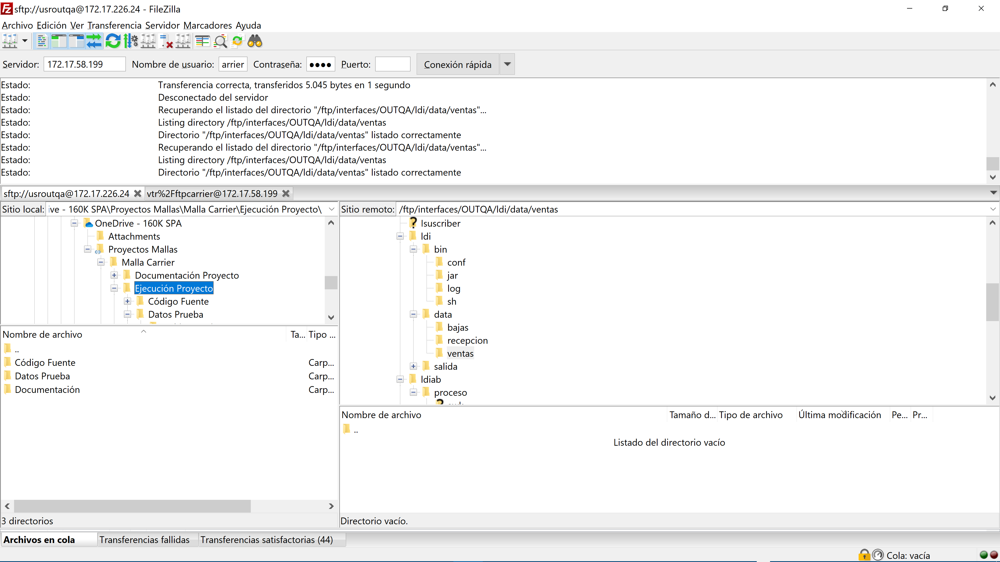 sftp://usroutqa@172.17.226.24 - FileZilla
Archivo Edición Ver Transferencia Servidor Marcadores Ayuda
Servidor: 172.17.58.199 Nombre de usuario: arrier Contraseña: ●●●● Puerto: Conexión rápida
Estado: Transferencia correcta, transferidos 5.045 bytes en 1 segundo
Estado: Desconectado del servidor
Estado: Recuperando el listado del directorio "/ftp/interfaces/OUTQA/ldi/data/ventas"...
Estado: Listing directory /ftp/interfaces/OUTQA/ldi/data/ventas
Estado: Directorio "/ftp/interfaces/OUTQA/ldi/data/ventas" listado correctamente
Estado: Recuperando el listado del directorio "/ftp/interfaces/OUTQA/ldi/data/ventas"...
Estado: Listing directory /ftp/interfaces/OUTQA/ldi/data/ventas
Estado: Directorio "/ftp/interfaces/OUTQA/ldi/data/ventas" listado correctamente
sftp://usroutqa@172.17.226.24 vtr%2Fftpcarrier@172.17.58.199
Sitio local: ive - 160K SPA\Proyectos Mallas\Malla Carrier\Ejecución Proyecto\
OneDrive - 160K SPA
Attachments
Proyectos Mallas
Malla Carrier
Documentación Proyecto
Ejecución Proyecto
Código Fuente
Datos Prueba
Nombre de archivo Ta... Tipo ...
..
Código Fuente Carp...
Datos Prueba Carp...
Documentación Carp...
3 directorios
Sitio remoto: /ftp/interfaces/OUTQA/ldi/data/ventas
lsuscriber
ldi
bin
conf
jar
log
sh
data
bajas
recepcion
ventas
salida
ldiab
proceso
Nombre de archivo Tamaño d... Tipo de archivo Última modificación Pe... Pr...
..
Listado del directorio vacío
Directorio vacío.
Archivos en cola Transferencias fallidas Transferencias satisfactorias (44)
Cola: vacía